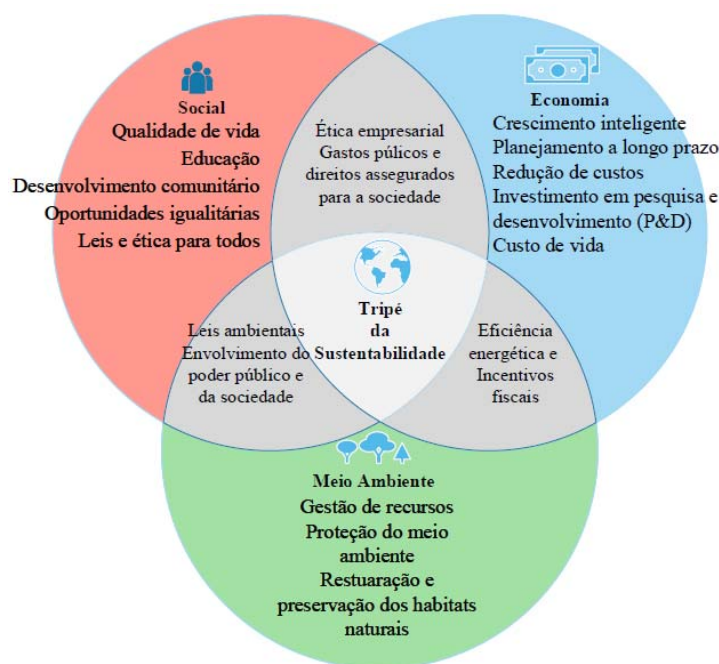 Social
Qualidade de vida
Educação
Desenvolvimento comunitário
Oportunidades igualitárias
Leis e ética para todos
Ética empresarial
Gastos púlicos e
direitos assegurados
para a sociedade
Economia
Crescimento inteligente
Planejamento a longo prazo
Redução de custos
Investimento em pesquisa e
desenvolvimento (P&D)
Custo de vida
Leis ambientais
Envolvimento do
poder público e
da sociedade
Tripé
da
Sustentabilidade
Eficiência
energética e
Incentivos
fiscais
Meio Ambiente
Gestão de recursos
Proteção do meio
ambiente
Restuaração e
preservação dos habitats
naturais